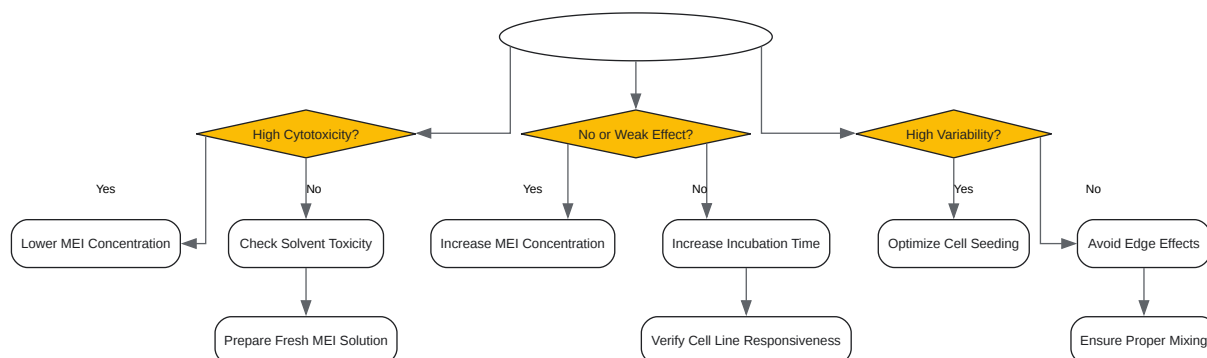 High Cytotoxicity?
No or Weak Effect?
High Variability?
Yes
No
Yes
No
Yes
No
Lower MEI Concentration
Check Solvent Toxicity
Increase MEI Concentration
Increase Incubation Time
Optimize Cell Seeding
Avoid Edge Effects
Prepare Fresh MEI Solution
Verify Cell Line Responsiveness
Ensure Proper Mixing